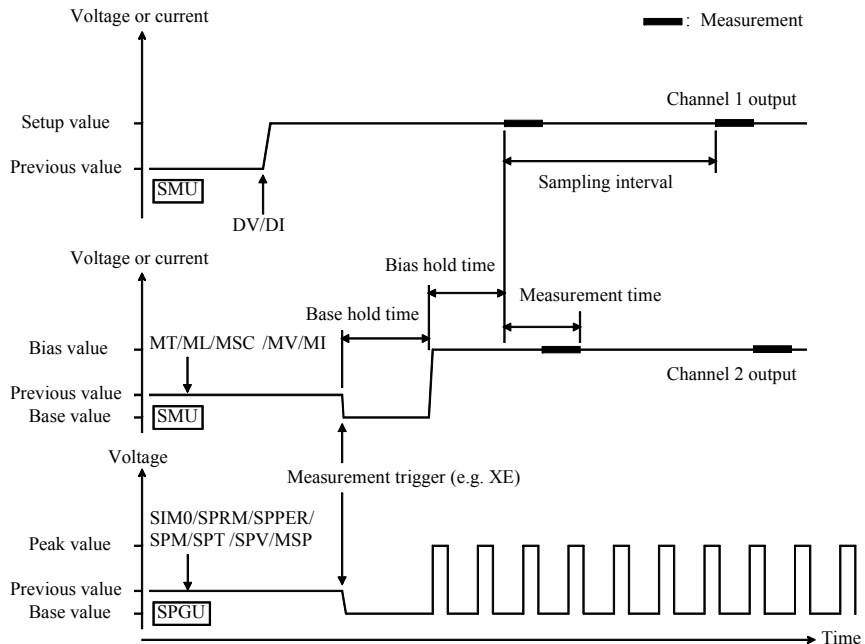 Voltage or current
: Measurement
Channel 1 output
Setup value
Previous value
SMU
Sampling interval
DV/DI
Voltage or current
Bias hold time
Measurement time
Base hold time
Bias value
MT/ML/MSC /MV/MI
Channel 2 output
Previous value
Base value
SMU
Voltage
Measurement trigger (e.g. XE)
SIM0/SPRM/SPPER/
SPM/SPT /SPV/MSP
Peak value
Previous value
Base value
SPGU
Time